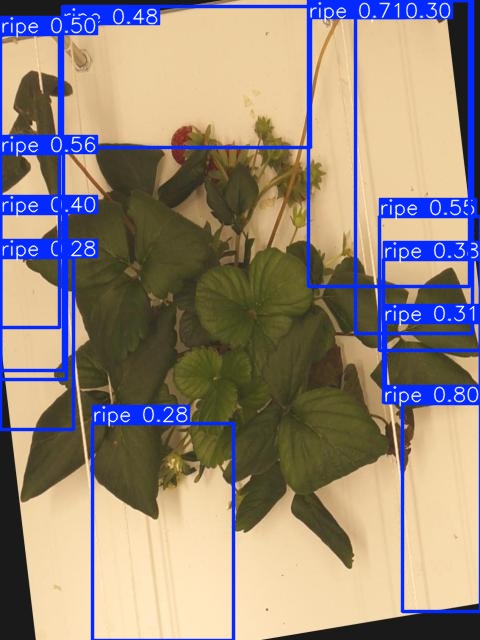 ripe 0.50
ripe 0.48
ripe 0.71
0.30
ripe 0.56
ripe 0.40
ripe 0.55
ripe 0.28
ripe 0.38
ripe 0.31
ripe 0.80
ripe 0.28